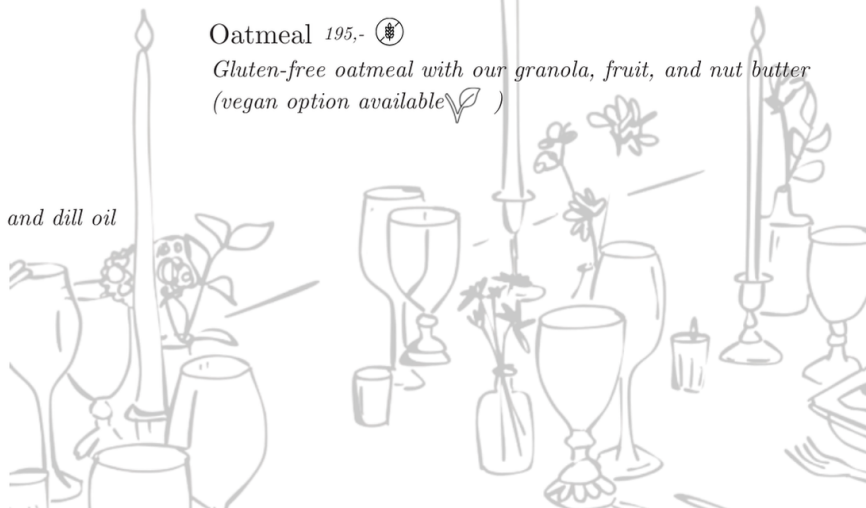 Oatmeal 195,-
Gluten-free oatmeal with our granola, fruit, and nut butter
(vegan option available )
and dill oil